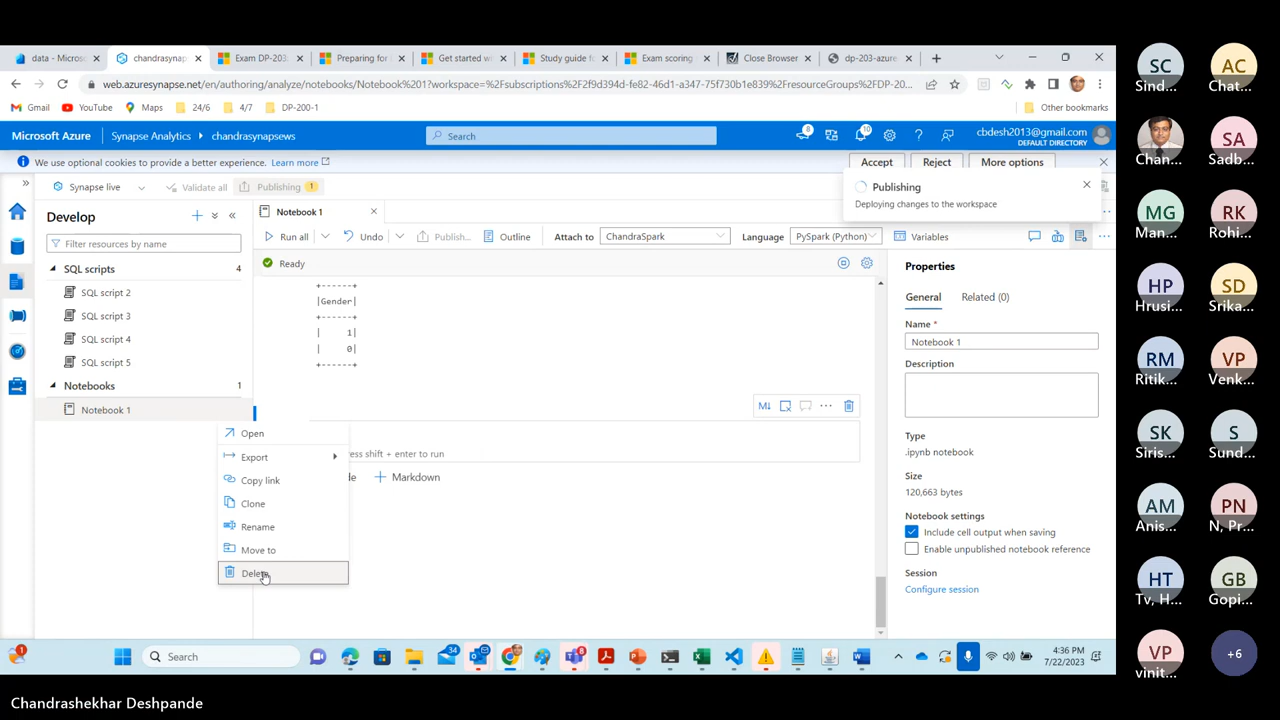 data - Microsoft
chandrasynap
Exam DP-203:
Preparing for
Get started wi
Study guide fo
Exam scoring
Close Browser
dp-203-azure
web.azuresynapse.net/en/authoring/analyze/notebooks/Notebook%201?workspace=%2Fsubscriptions%2F9d394d-fe82-46d1-a347-75f730b1e839%2FresourceGroups%2FDP-20...
Gmail
YouTube
Maps
24/6
4/7
DP-200-1
Other bookmarks
Microsoft Azure
Synapse Analytics
chandrasynapsews
Search
8
10
cbdesh2013@gmail.com
DEFAULT DIRECTORY
We use optional cookies to provide a better experience. Learn more
Accept
Reject
More options
Synapse live
Validate all
Publishing 1
Publishing
Deploying changes to the workspace
Develop
Filter resources by name
SQL scripts 4
SQL script 2
SQL script 3
SQL script 4
SQL script 5
Notebooks 1
Notebook 1
Open
Export
Copy link
Clone
Rename
Move to
Delete
Notebook 1
Run all
Undo
Publish...
Outline
Attach to
ChandraSpark
Language
PySpark (Python)
Variables
Ready
+------+
|Gender|
+------+
| 1|
| 0|
+------+
M↓
ress shift + enter to run
de
Markdown
Properties
General
Related (0)
Name *
Notebook 1
Description
Type
.ipynb notebook
Size
120,663 bytes
Notebook settings
Include cell output when saving
Enable unpublished notebook reference
Session
Configure session
1
Search
34
8
4:36 PM
7/22/2023
Chandrashekhar Deshpande
SC
Sind...
AC
Chat...
Chan...
SA
Sadb...
MG
Man...
RK
Rohi...
HP
Hrusi...
SD
Srika...
RM
Ritik...
VP
Venk...
SK
Siris...
S
Sund...
AM
Anis...
PN
N, Pr...
HT
Tv, H...
GB
Gopi...
VP
vinit...
+6